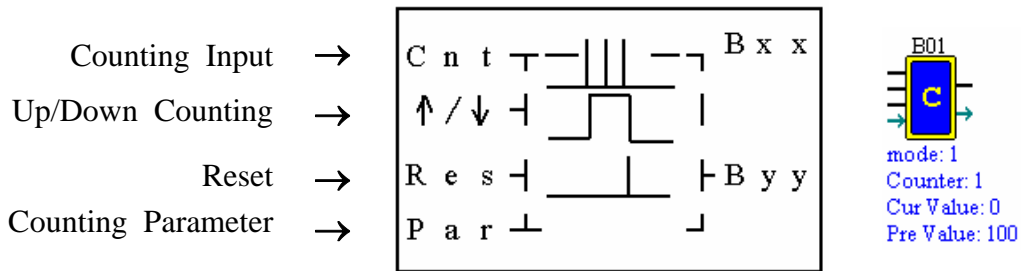 Counting Input →
Up/Down Counting →
Reset →
Counting Parameter →
Cnt Bxx
↑/↓
Res Byy
Par
B01
C
mode: 1
Counter: 1
Cur Value: 0
Pre Value: 100